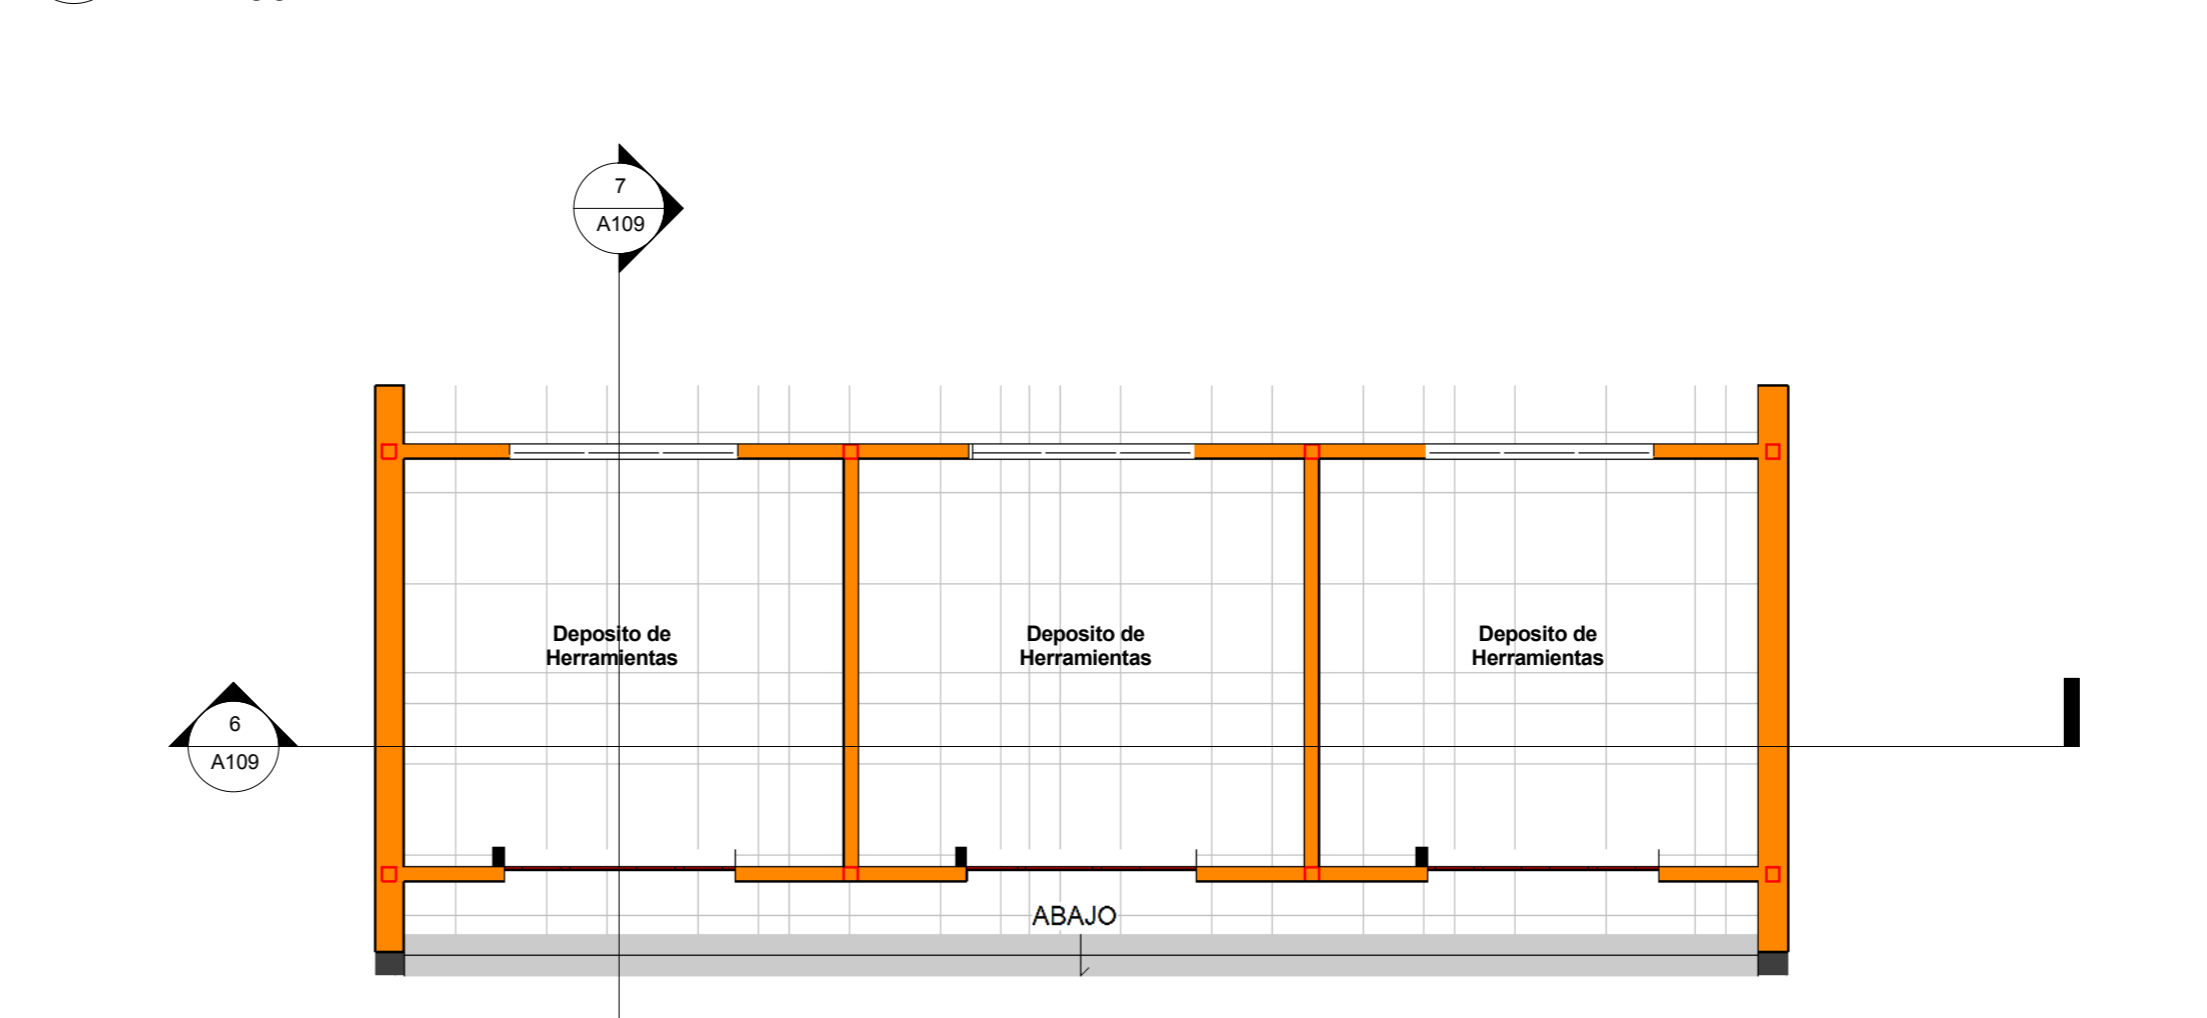 7
A109
Deposito de
Herramientas
Deposito de
Herramientas
Deposito de
Herramientas
6
A109
ABAJO